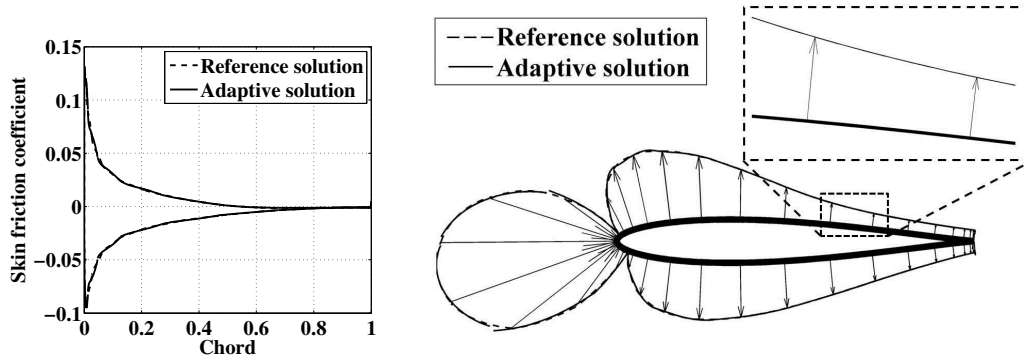 Skin friction coefficient
0.15
0.1
0.05
0
−0.05
−0.1
0
0.2
0.4
0.6
0.8
1
Chord
Reference solution
Adaptive solution
Reference solution
Adaptive solution